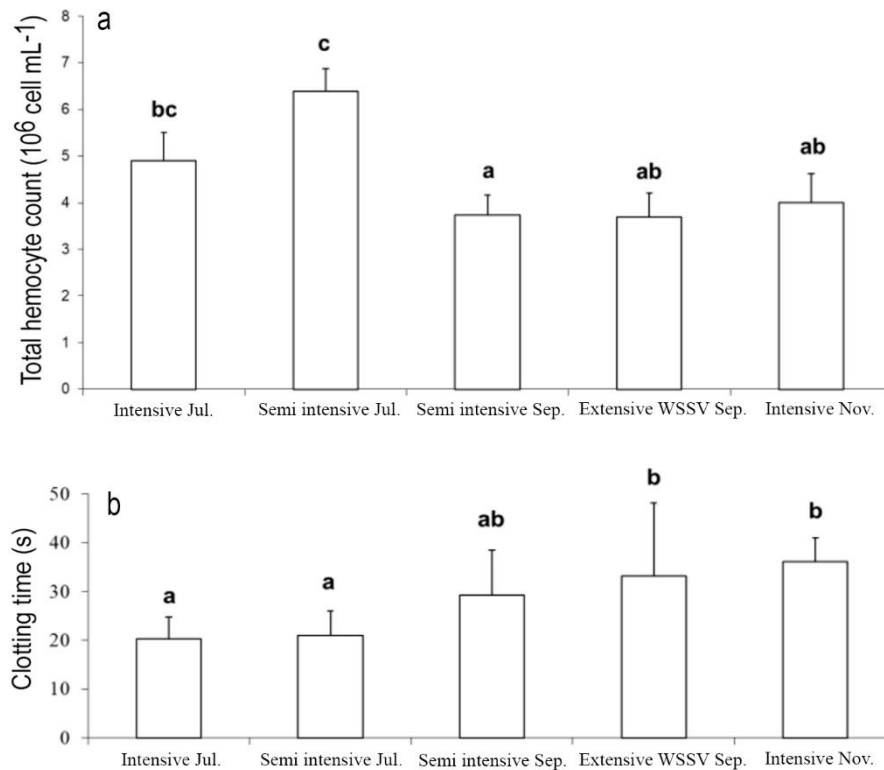 a
Total hemocyte count (10⁶ cell mL-1)
8
7
6
5
4
3
2
1
0
bc
c
a
ab
ab
Intensive Jul.
Semi intensive Jul.
Semi intensive Sep.
Extensive WSSV Sep.
Intensive Nov.
b
Clotting time (s)
50
40
30
20
10
0
a
a
ab
b
b
Intensive Jul.
Semi intensive Jul.
Semi intensive Sep.
Extensive WSSV Sep.
Intensive Nov.